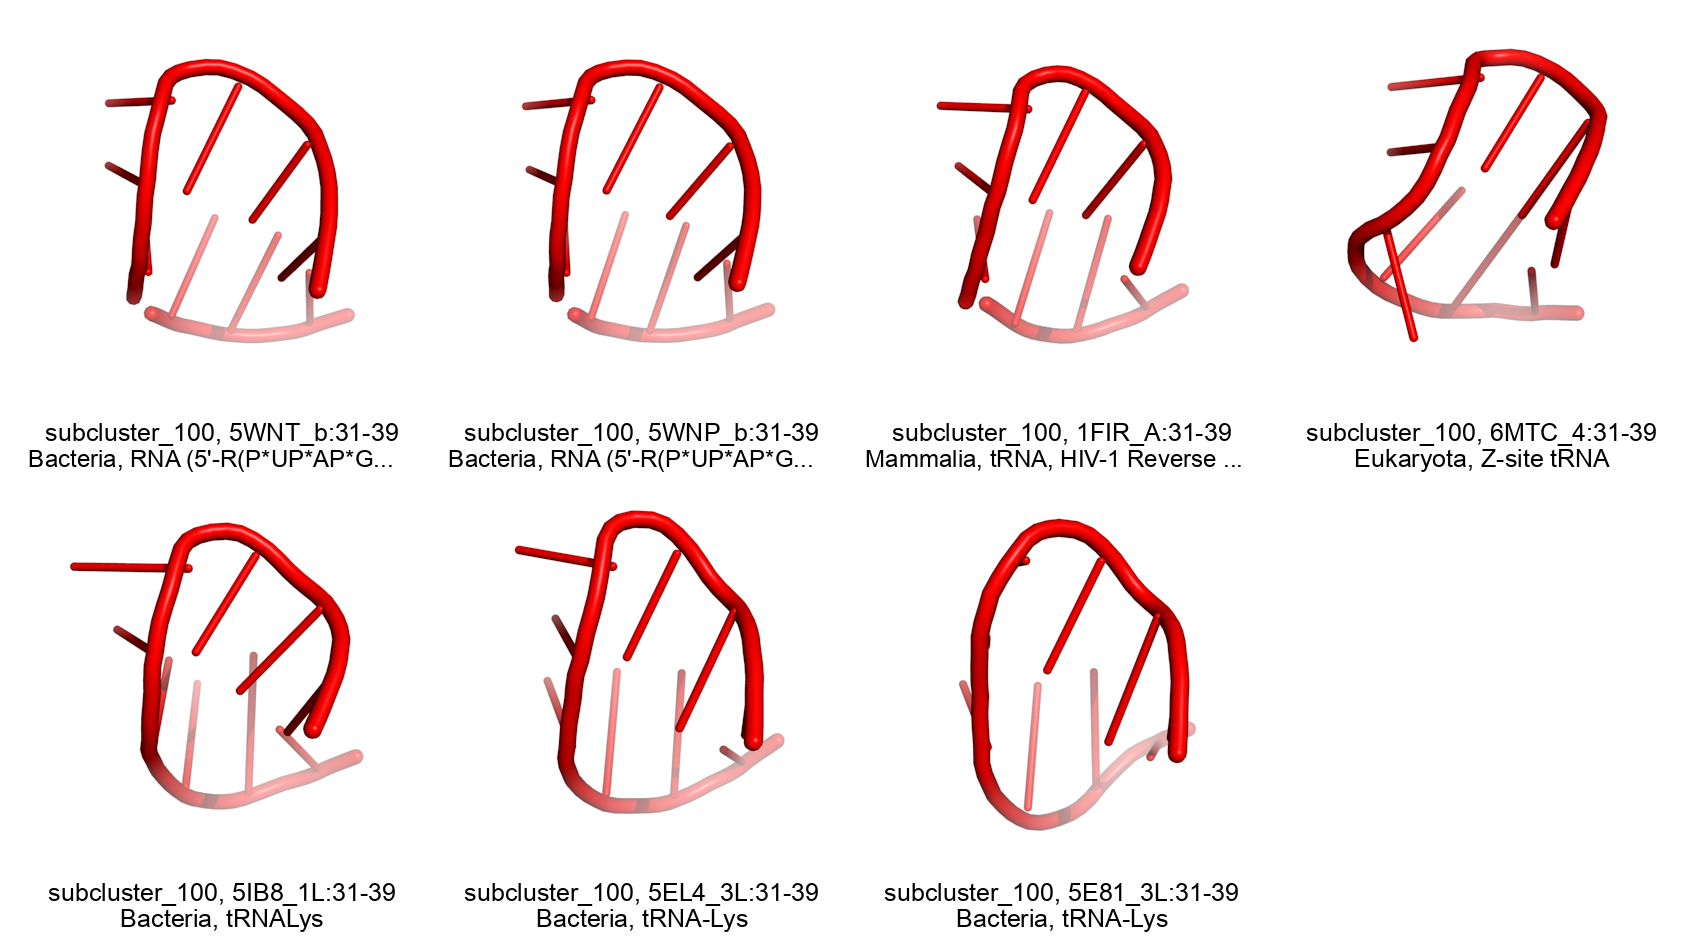 subcluster_100, 5WNT_b:31-39
Bacteria, RNA (5'-R(P*UP*AP*G...
subcluster_100, 5WNP_b:31-39
Bacteria, RNA (5'-R(P*UP*AP*G...
subcluster_100, 1FIR_A:31-39
Mammalia, tRNA, HIV-1 Reverse ...
subcluster_100, 6MTC_4:31-39
Eukaryota, Z-site tRNA
subcluster_100, 5IB8_1L:31-39
Bacteria, tRNALys
subcluster_100, 5EL4_3L:31-39
Bacteria, tRNA-Lys
subcluster_100, 5E81_3L:31-39
Bacteria, tRNA-Lys